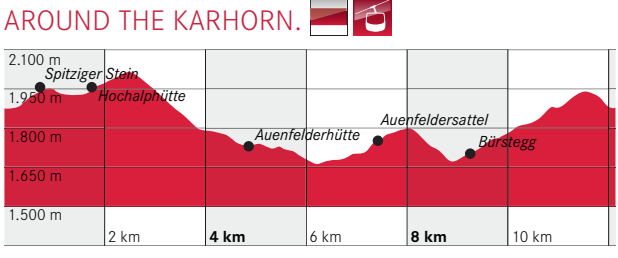 AROUND THE KARHORN.
2.100 m
Spitziger Stein
1.950 m
Hochalphütte
Auenfeldersattel
1.800 m
Auenfelderhütte
Bürstegg
1.650 m
1.500 m
2 km
4 km
6 km
8 km
10 km